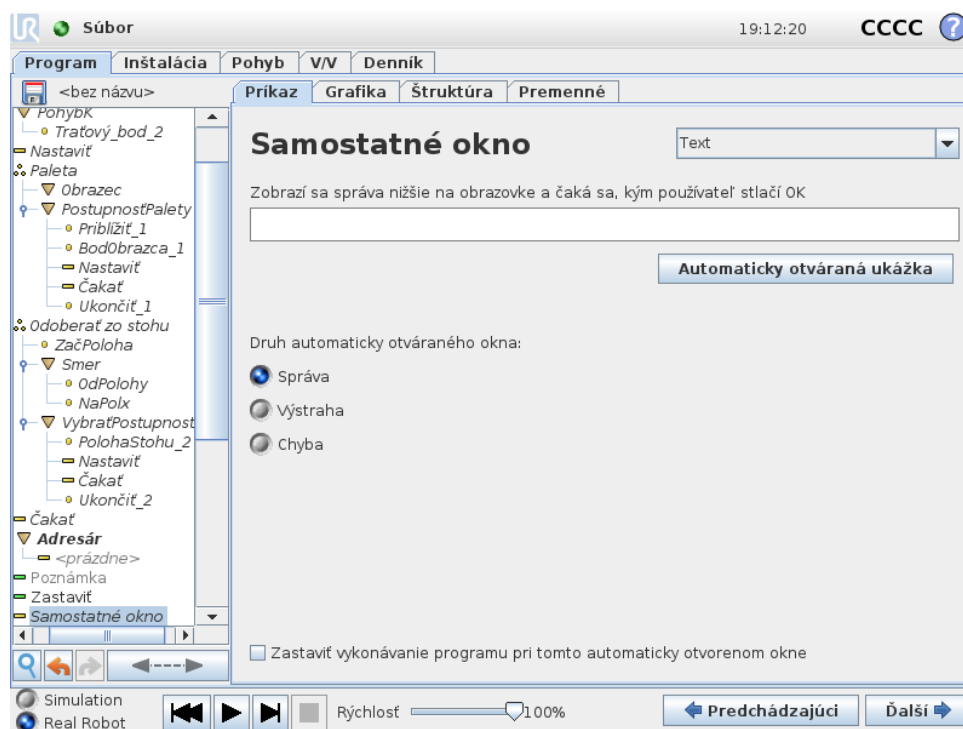 UR Súbor 19:12:20 CCCC ?
Program Inštalácia Pohyb V/V Denník
<bez názvu> Príkaz Grafika Štruktúra Premenné
PohybK
Traťový_bod_2
Nastaviť
Paleta
Obrazec
PostupnosťPalety
Priblížiť_1
BodObrazca_1
Nastaviť
Čakať
Ukončiť_1
Odoberať zo stohu
ZačPoloha
Smer
OdPolohy
NaPolx
VybraťPostupnosť
PolohaStohu_2
Nastaviť
Čakať
Ukončiť_2
Čakať
Adresár
<prázdne>
Poznámka
Zastaviť
Samostatné okno
Samostatné okno Text
Zobrazí sa správa nižšie na obrazovke a čaká sa, kým používateľ stlačí OK
Automaticky otváraná ukážka
Druh automaticky otváraného okna:
Správa
Výstraha
Chyba
Zastaviť vykonávanie programu pri tomto automaticky otvorenom okne
Simulation
Real Robot
Rýchlosť 100% Predchádzajúci Ďalší